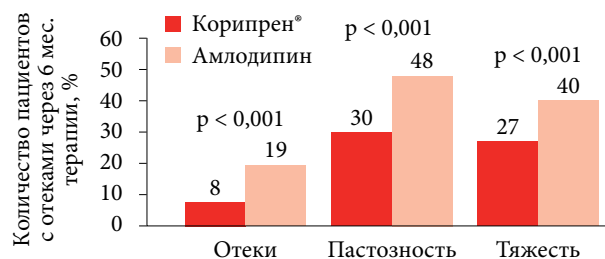 Количество пациентов
с отеками через 6 мес.
терапии, %
60
50
40
30
20
10
0
Корипрен®
Амлодипин
p < 0,001
8
19
p < 0,001
30
48
p < 0,001
27
40
Отеки
Пастозность
Тяжесть